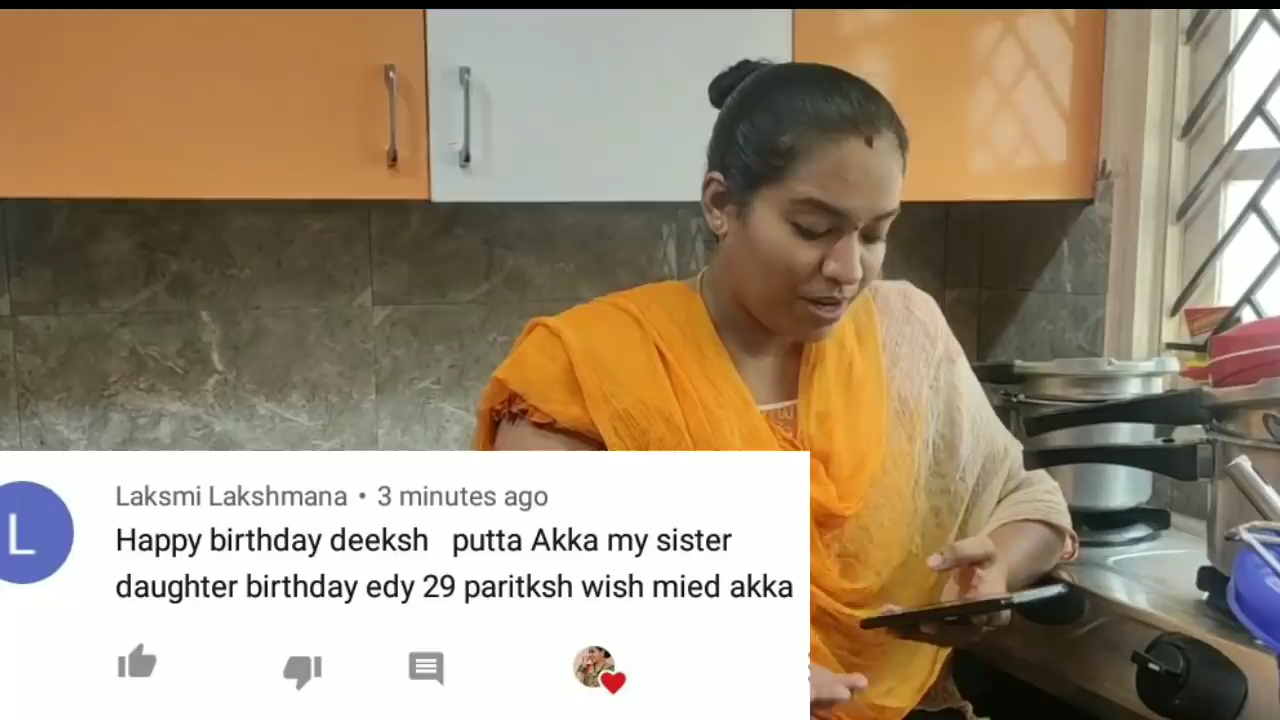 L
Laksmi Lakshmana • 3 minutes ago
Happy birthday deeksh putta Akka my sister
daughter birthday edy 29 paritksh wish mied akka